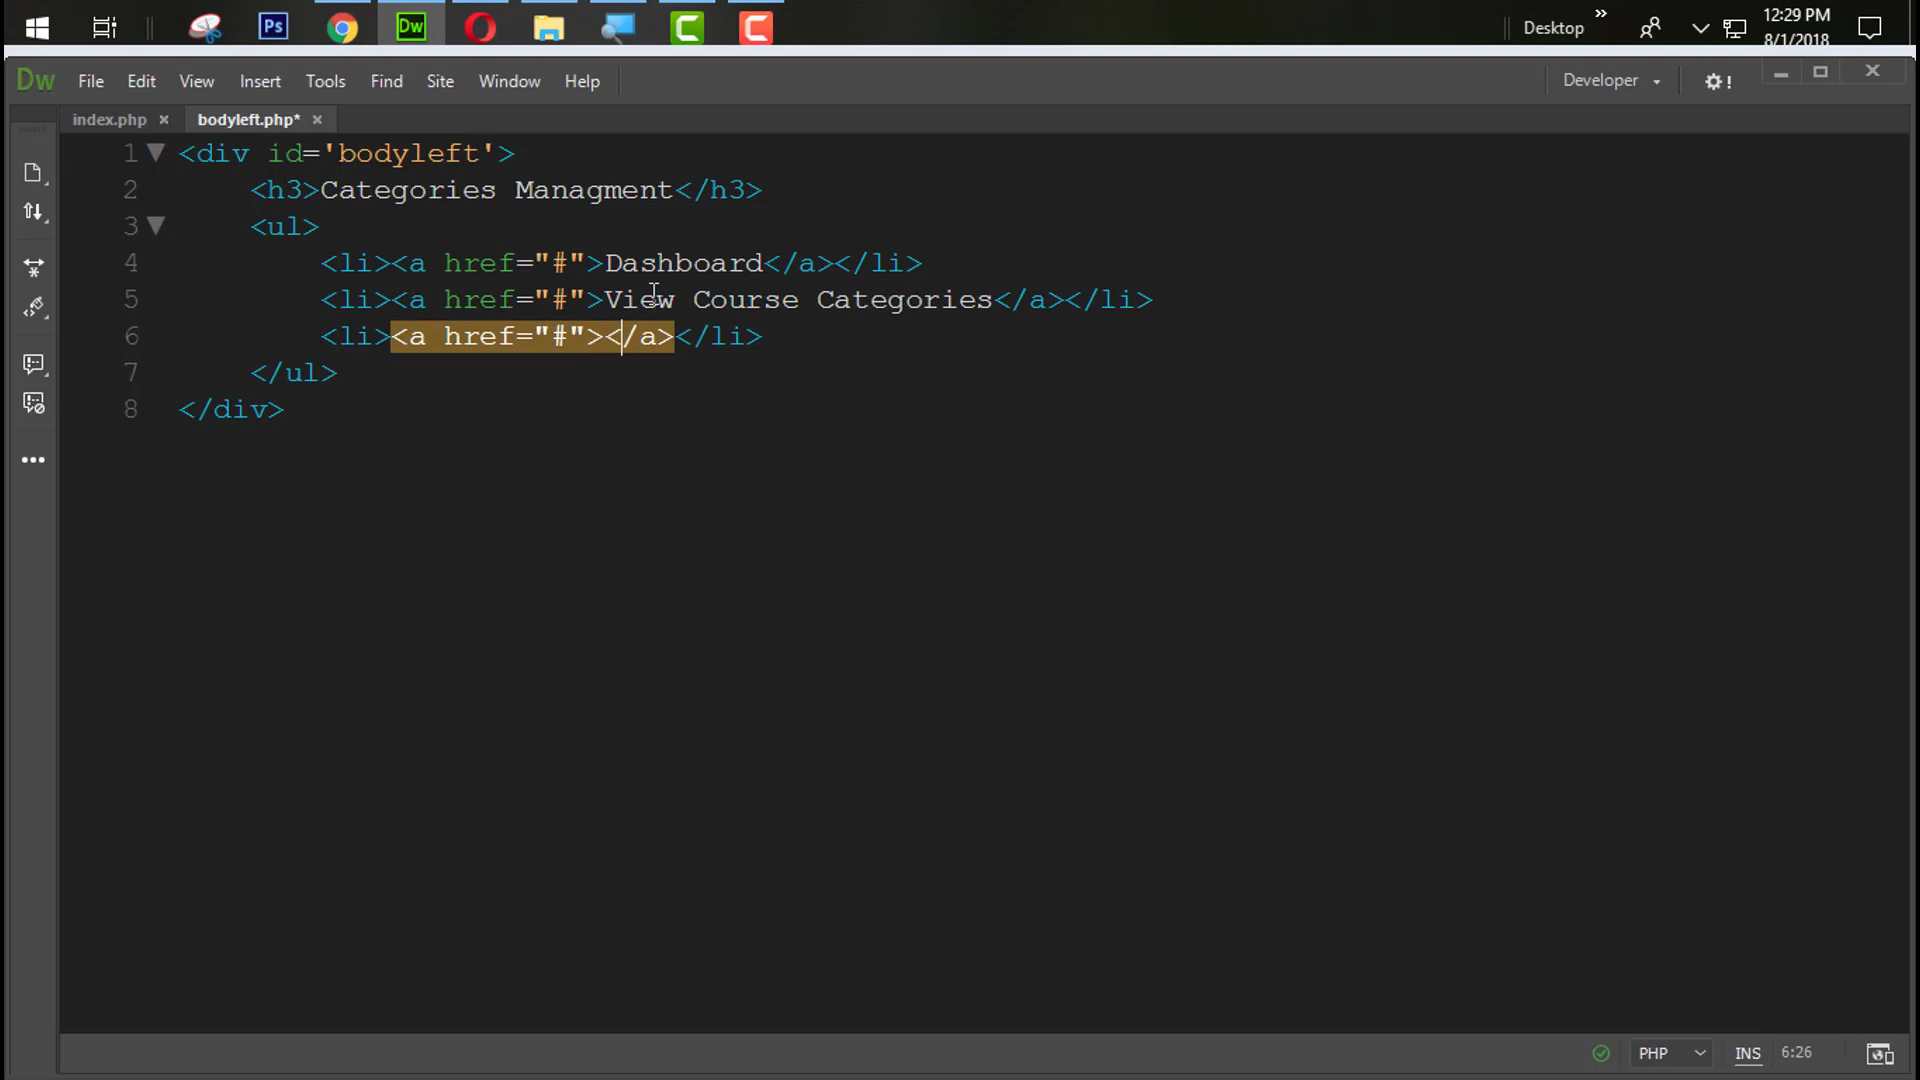 Ps
Dw
Desktop
»
12:29 PM
8/1/2018
Dw File Edit View Insert Tools Find Site Window Help
Developer
!
index.php × bodyleft.php* ×
1 <div id='bodyleft'>
2 <h3>Categories Managment</h3>
3 <ul>
4 <li><a href="#">Dashboard</a></li>
5 <li><a href="#">View Course Categories</a></li>
6 <li><a href="#"></a></li>
7 </ul>
8 </div>
PHP INS 6:26